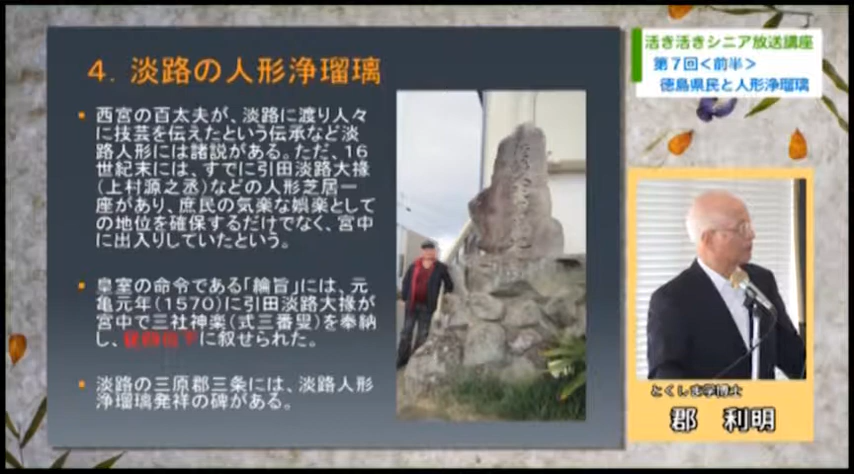 4. 淡路の人形浄瑠璃
西宮の百太夫が、淡路に渡り人々
に技芸を伝えたという伝承など淡
路人形には諸説がある。ただ、16
世紀末には、すでに引田淡路大掾
(上村源之丞)などの人形芝居一
座があり、庶民の気楽な娯楽として
の地位を確保するだけでなく、宮中
に出入りしていたという。
皇室の命令である「綸旨」には、元
亀元年(1570)に引田淡路大掾が
宮中で三社神楽(式三番叟)を奉納
し、に叙せられた。
淡路の三原郡三条には、淡路人形
浄瑠璃発祥の碑がある。
活き活きシニア放送講座
第7回<前半>
徳島県民と人形浄瑠璃
とくしま学博士
郡 利明